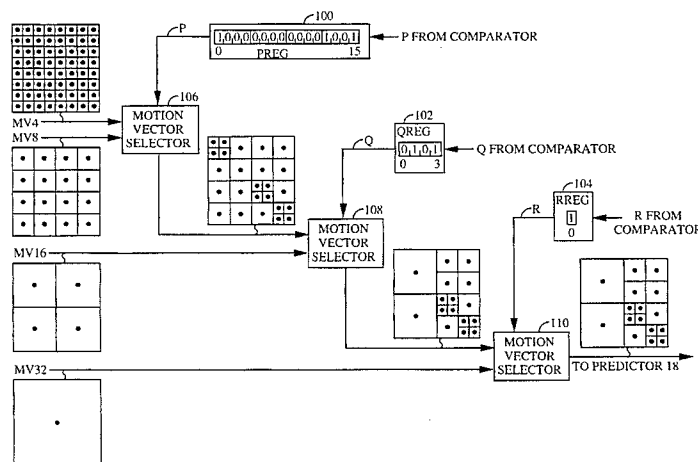 100
P
1,0,0,0,0,0,0,0,0,0,0,0,1,0,0,1
P FROM COMPARATOR
0 PREG 15
106
MV4
MV8
MOTION
VECTOR
SELECTOR
102
QREG
0,1,0,1
0 3
Q
Q FROM COMPARATOR
108
MOTION
VECTOR
SELECTOR
104
RREG
1
0
R
R FROM
COMPARATOR
MV16
110
MOTION
VECTOR
SELECTOR
TO PREDICTOR 18
MV32